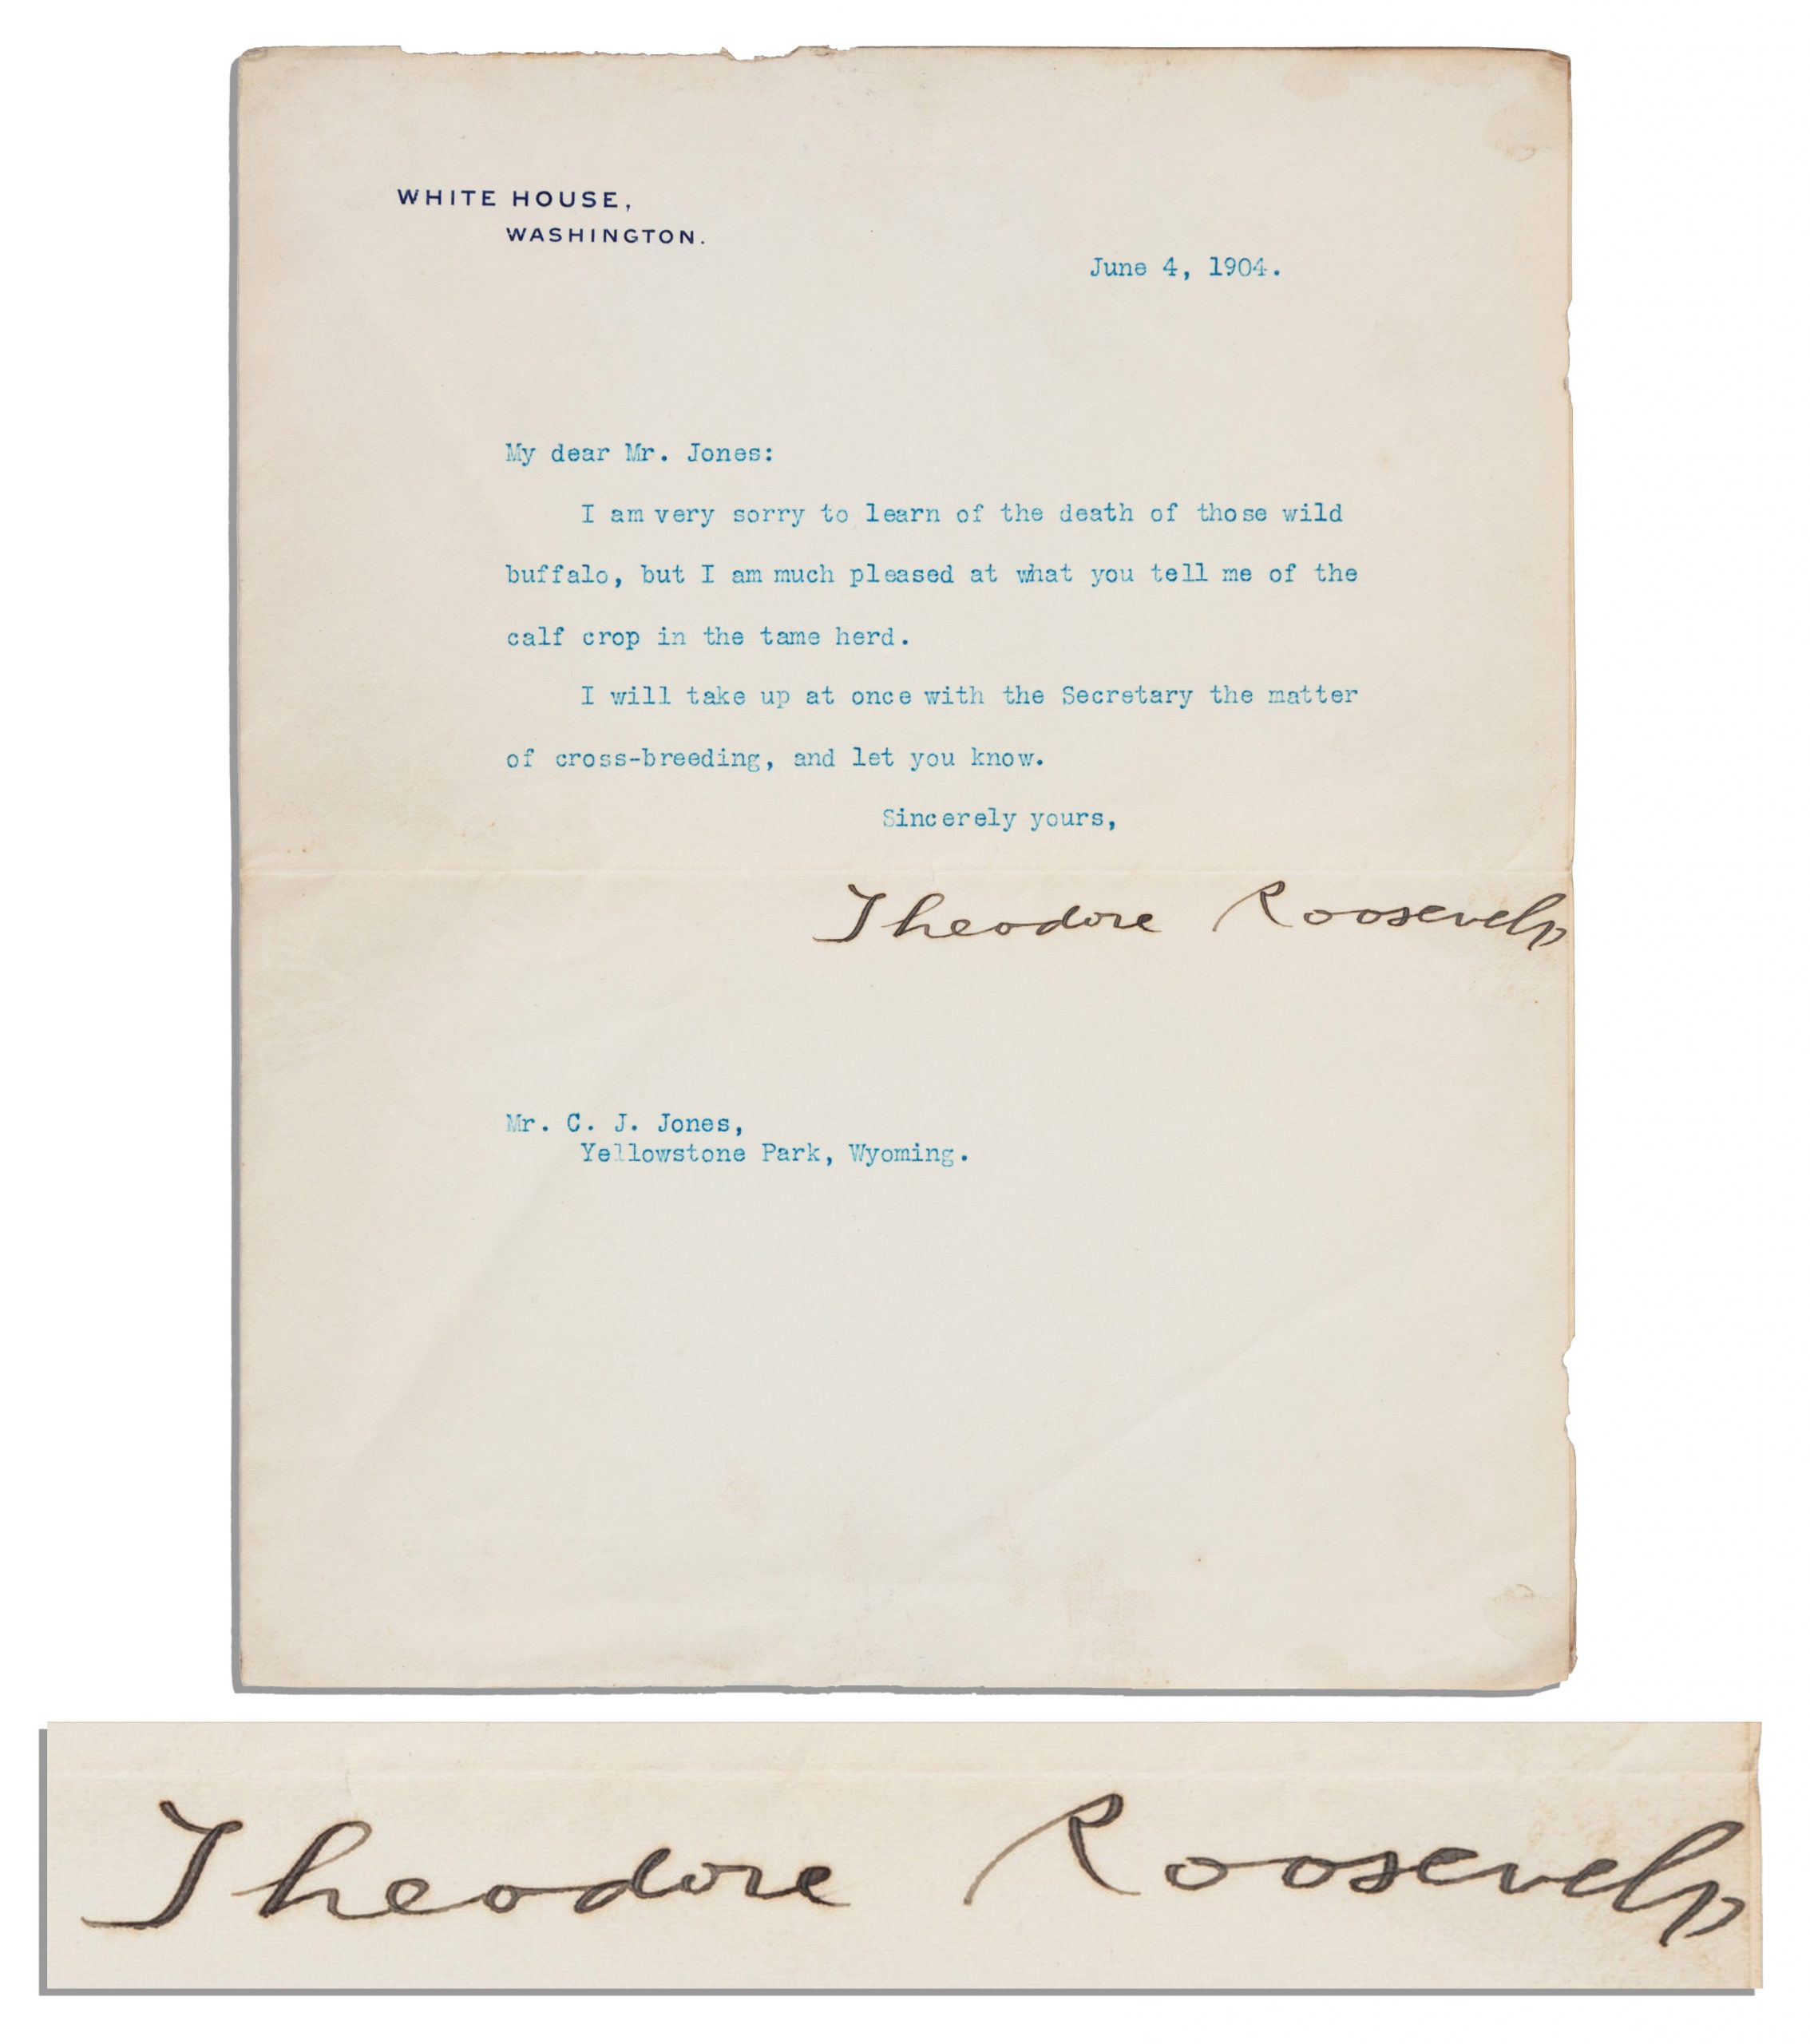 WHITE HOUSE,
WASHINGTON.
June 4, 1904.
My dear Mr. Jones:
I am very sorry to learn of the death of those wild
buffalo, but I am much pleased at what you tell me of the
calf crop in the tame herd.
I will take up at once with the Secretary the matter
of cross-breeding, and let you know.
Sincerely yours,
Theodore Roosevelt
Mr. C. J. Jones,
Yellowstone Park, Wyoming.
Theodore Roosevelt